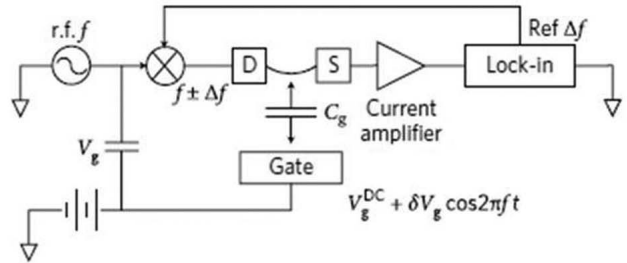 r.f. f
Ref Δf
D
S
Lock-in
f ± Δf
C_g
Current
amplifier
V_g
Gate
V_g^DC + δV_g cos2πft